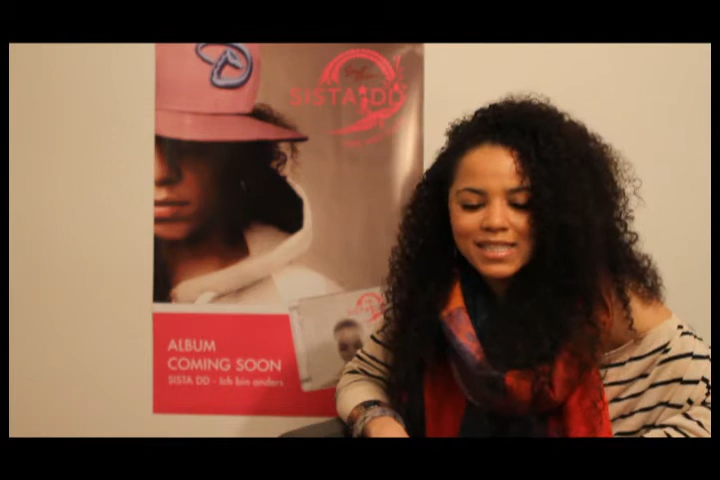 SISTA DD
ALBUM
COMING SOON
SISTA DD - Ich bin anders